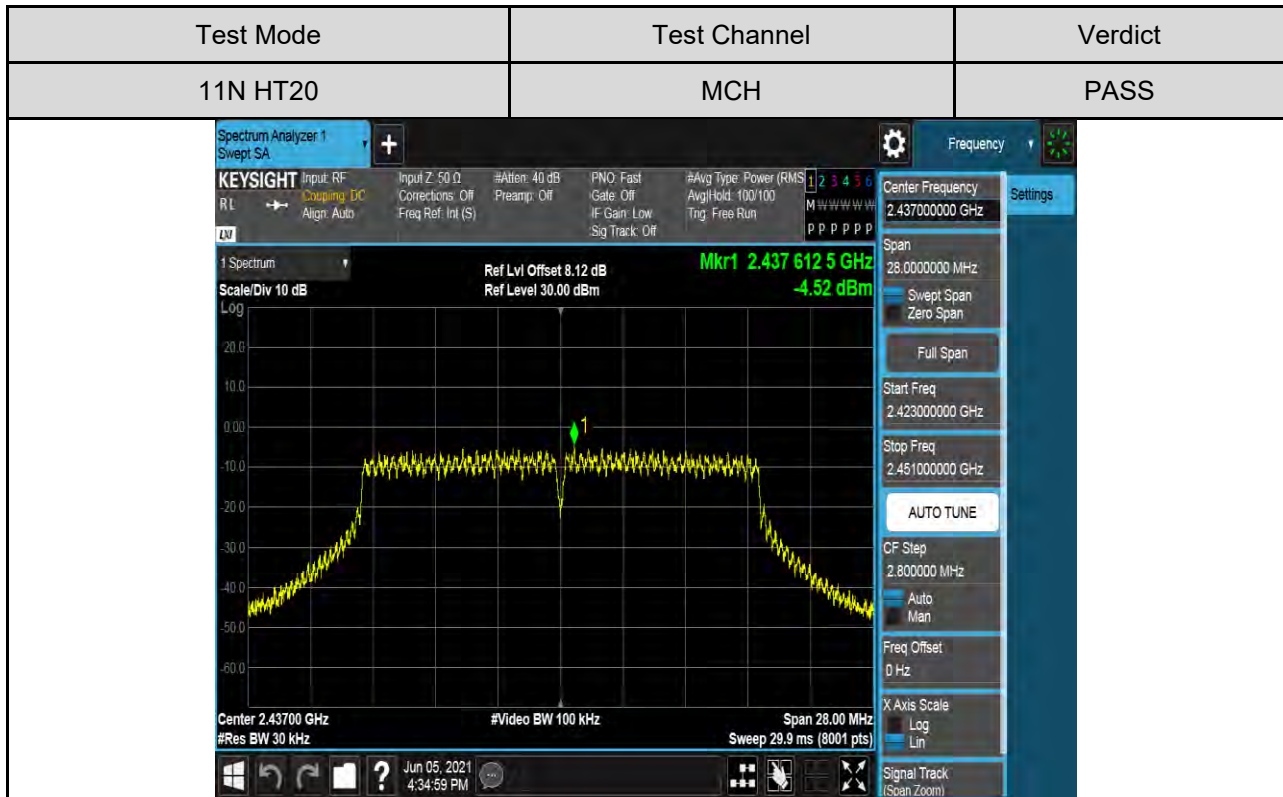 Test Mode Test Channel Verdict
11N HT20 MCH PASS
Spectrum Analyzer 1
Swept SA
+
Frequency
KEYSIGHT
RL
LXI
Input: RF
Coupling: DC
Align: Auto
Input Z: 50 Ω
Corrections: Off
Freq Ref: Int (S)
#Atten: 40 dB
Preamp: Off
PNO: Fast
Gate: Off
IF Gain: Low
Sig Track: Off
#Avg Type: Power (RMS
Avg|Hold: 100/100
Trig: Free Run
1 2 3 4 5 6
M W W W W W
P P P P P P
1 Spectrum
Scale/Div 10 dB
Log
Ref Lvl Offset 8.12 dB
Ref Level 30.00 dBm
Mkr1 2.437 612 5 GHz
-4.52 dBm
20.0
10.0
0.00
-10.0
-20.0
-30.0
-40.0
-50.0
-60.0
1
Center 2.43700 GHz
#Res BW 30 kHz
#Video BW 100 kHz
Span 28.00 MHz
Sweep 29.9 ms (8001 pts)
Center Frequency
2.437000000 GHz
Settings
Span
28.0000000 MHz
Swept Span
Zero Span
Full Span
Start Freq
2.423000000 GHz
Stop Freq
2.451000000 GHz
AUTO TUNE
CF Step
2.800000 MHz
Auto
Man
Freq Offset
0 Hz
X Axis Scale
Log
Lin
Signal Track
(Span Zoom)
?
Jun 05, 2021
4:34:59 PM